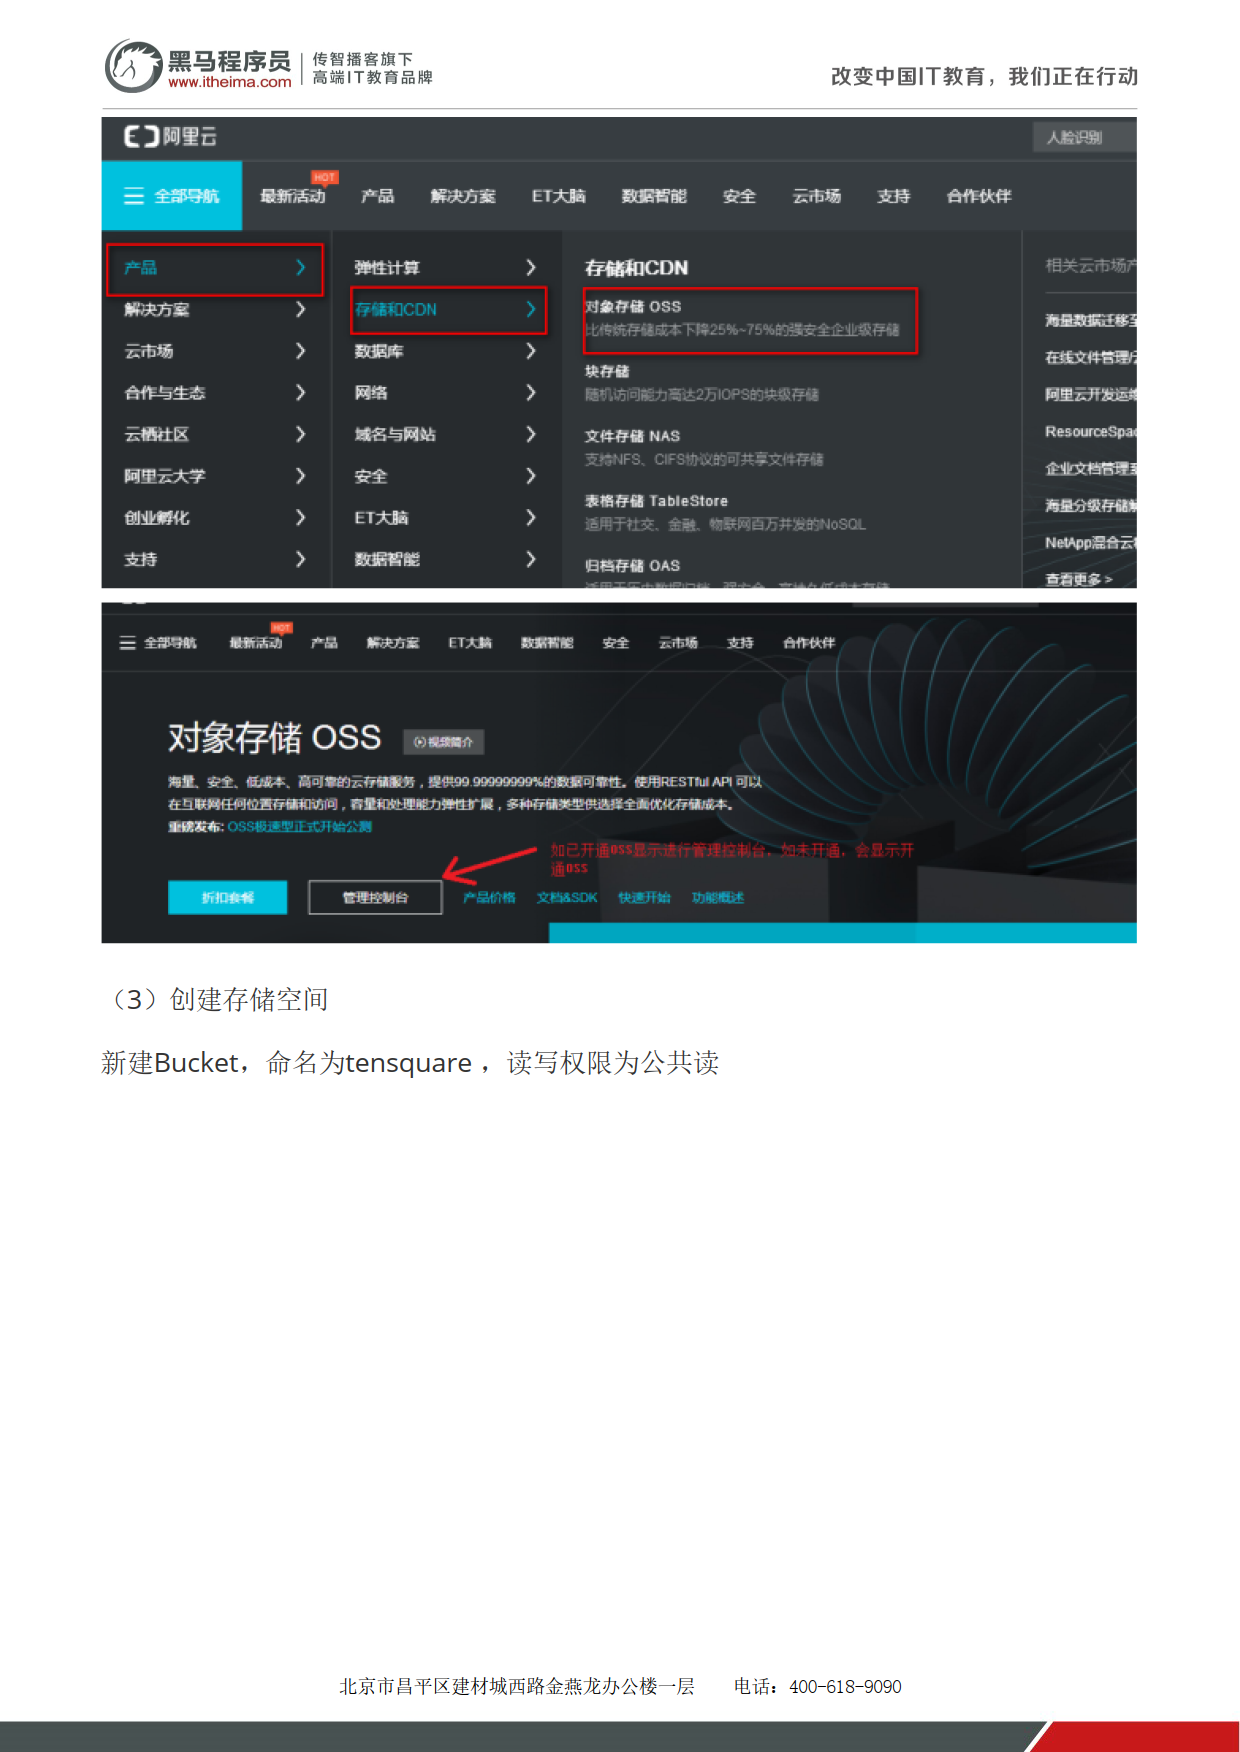 黑马程序员
www.itheima.com
传智播客旗下
高端IT教育品牌
改变中国IT教育，我们正在行动
阿里云
人脸识别
全部导航
最新活动
HOT
产品
解决方案
ET大脑
数据智能
安全
云市场
支持
合作伙伴
产品
解决方案
云市场
合作与生态
云栖社区
阿里云大学
创业孵化
支持
弹性计算
存储和CDN
数据库
网络
域名与网站
安全
ET大脑
数据智能
存储和CDN
对象存储 OSS
比传统存储成本下降25%~75%的强安全企业级存储
块存储
随机访问能力高达2万IOPS的块级存储
文件存储 NAS
支持NFS、CIFS协议的可共享文件存储
表格存储 TableStore
适用于社交、金融、物联网百万并发的NoSQL
归档存储 OAS
相关云市场产
海量数据迁移至
在线文件管理/
阿里云开发运维
ResourceSpac
企业文档管理
海量分级存储解
NetApp混合云
查看更多 >
全部导航
最新活动
HOT
产品
解决方案
ET大脑
数据智能
安全
云市场
支持
合作伙伴
对象存储 OSS
视频简介
海量、安全、低成本、高可靠的云存储服务，提供99.99999999%的数据可靠性。使用RESTful API 可以
在互联网任何位置存储和访问，容量和处理能力弹性扩展，多种存储类型供选择全面优化存储成本。
重磅发布: OSS极速型正式开始公测
如已开通oss显示进行管理控制台，如未开通，会显示开
通oss
折扣套餐
管理控制台
产品价格
文档&SDK
快速开始
功能概述
（3）创建存储空间
新建Bucket，命名为tensquare ，读写权限为公共读
北京市昌平区建材城西路金燕龙办公楼一层 电话：400-618-9090